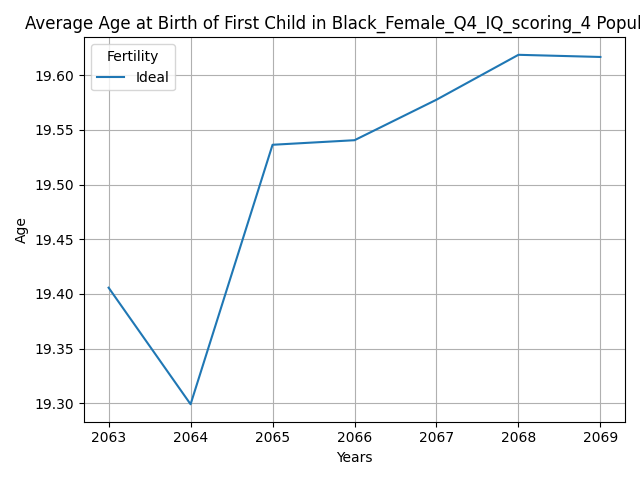 Average Age at Birth of First Child in Black_Female_Q4_IQ_scoring_4 Popul
Fertility
Ideal
19.60
19.55
19.50
19.45
19.40
19.35
19.30
Age
2063 2064 2065 2066 2067 2068 2069
Years